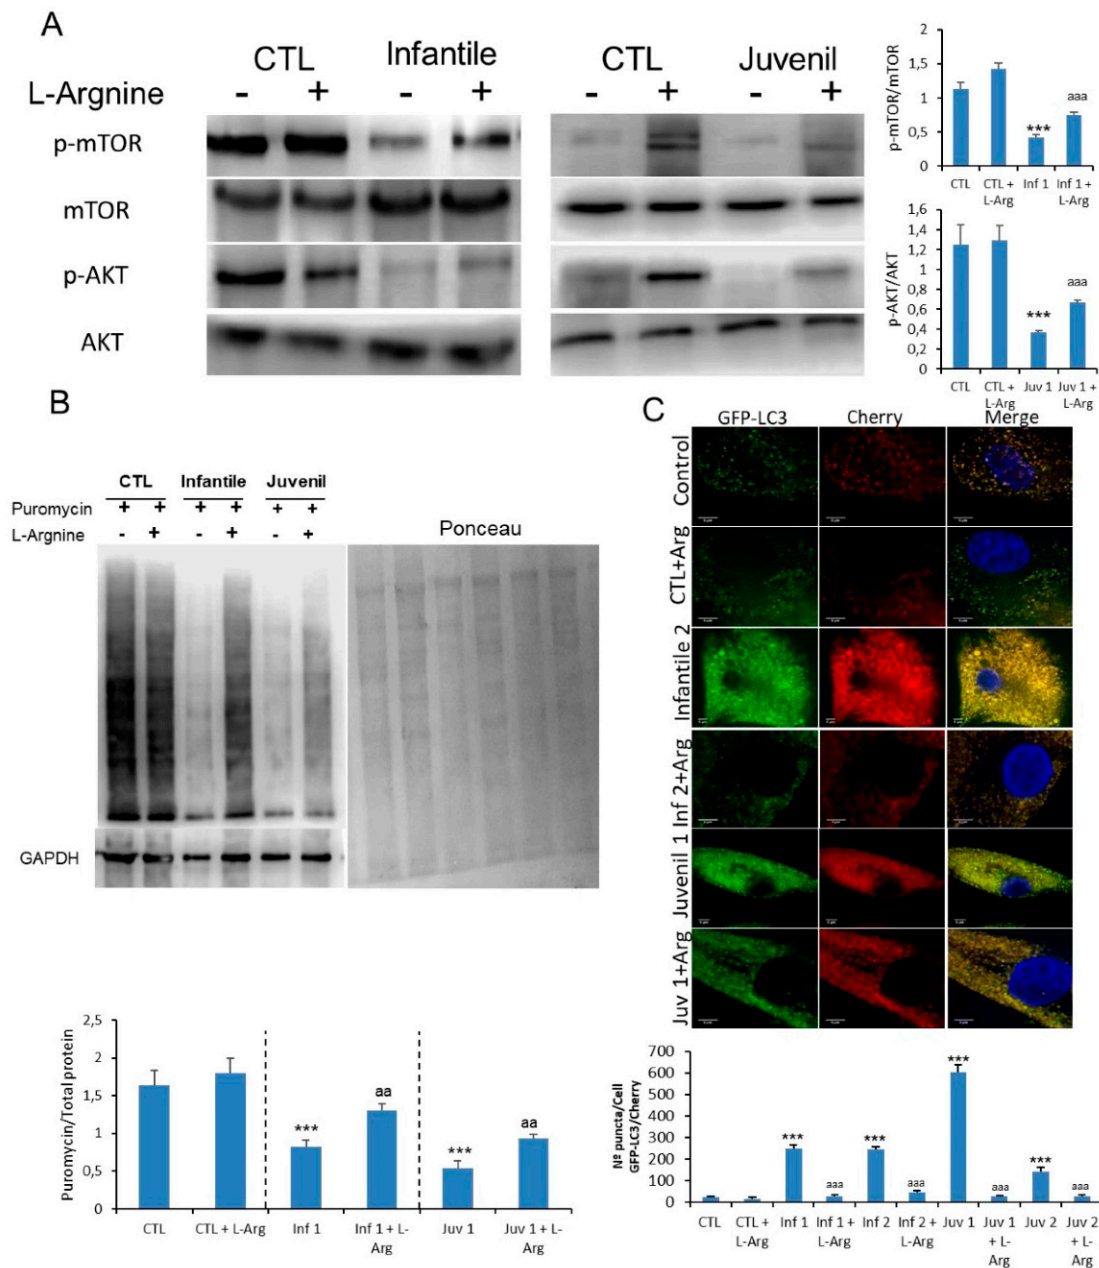 A
CTL Infantile CTL Juvenil
L-Argnine - + - + - + - +
p-mTOR
mTOR
p-AKT
AKT
p-mTOR/mTOR
2
1,5
1
0,5
0
***
aaa
CTL CTL + L-Arg Inf 1 Inf 1 + L-Arg
p-AKT/AKT
1,6
1,4
1,2
1
0,8
0,6
0,4
0,2
0
***
aaa
CTL CTL + L-Arg Juv 1 Juv 1 + L-Arg
B
CTL Infantile Juvenil
Puromycin + + + + + +
L-Argnine - + - + - +
Ponceau
GAPDH
Puromycin/Total protein
2,5
2
1,5
1
0,5
0
***
aa
***
aa
CTL CTL + L-Arg Inf 1 Inf 1 + L-Arg Juv 1 Juv 1 + L-Arg
C
GFP-LC3 Cherry Merge
Control
CTL+Arg
Infantile 2
Inf 2+Arg
Juvenil 1
Juv 1+Arg
Nº puncta/Cell
GFP-LC3/Cherry
700
600
500
400
300
200
100
0
***
aaa
***
aaa
***
aaa
***
aaa
CTL CTL + L-Arg Inf 1 Inf 1 + L-Arg Inf 2 Inf 2 + L-Arg Juv 1 Juv 1 + L-Arg Juv 2 Juv 2 + L-Arg